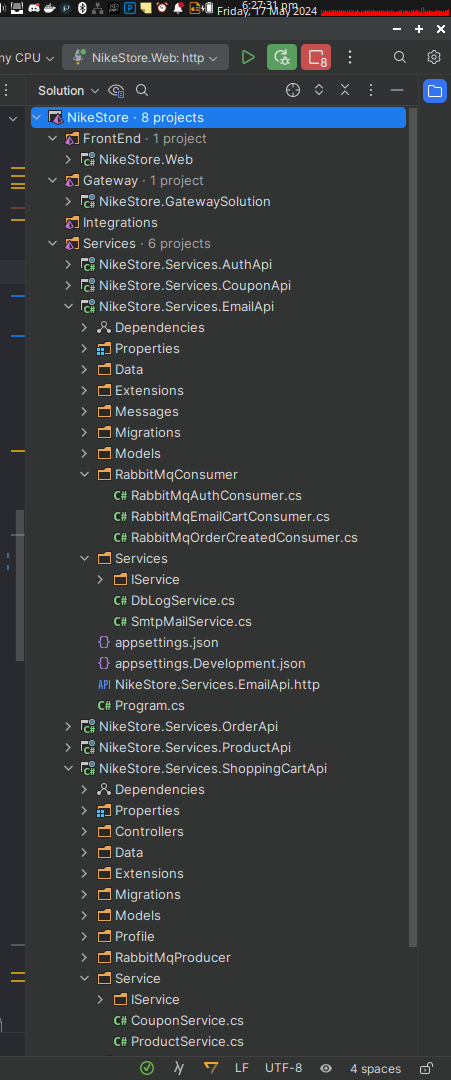 6:27:31 pm
Friday, 17 May 2024
ny CPU
NikeStore.Web: http
8
Solution
NikeStore · 8 projects
FrontEnd · 1 project
NikeStore.Web
Gateway · 1 project
NikeStore.GatewaySolution
Integrations
Services · 6 projects
NikeStore.Services.AuthApi
NikeStore.Services.CouponApi
NikeStore.Services.EmailApi
Dependencies
Properties
Data
Extensions
Messages
Migrations
Models
RabbitMqConsumer
C# RabbitMqAuthConsumer.cs
C# RabbitMqEmailCartConsumer.cs
C# RabbitMqOrderCreatedConsumer.cs
Services
IService
C# DbLogService.cs
C# SmtpMailService.cs
{} appsettings.json
{} appsettings.Development.json
API NikeStore.Services.EmailApi.http
C# Program.cs
NikeStore.Services.OrderApi
NikeStore.Services.ProductApi
NikeStore.Services.ShoppingCartApi
Dependencies
Properties
Controllers
Data
Extensions
Migrations
Models
Profile
RabbitMqProducer
Service
IService
C# CouponService.cs
C# ProductService.cs
LF UTF-8 4 spaces